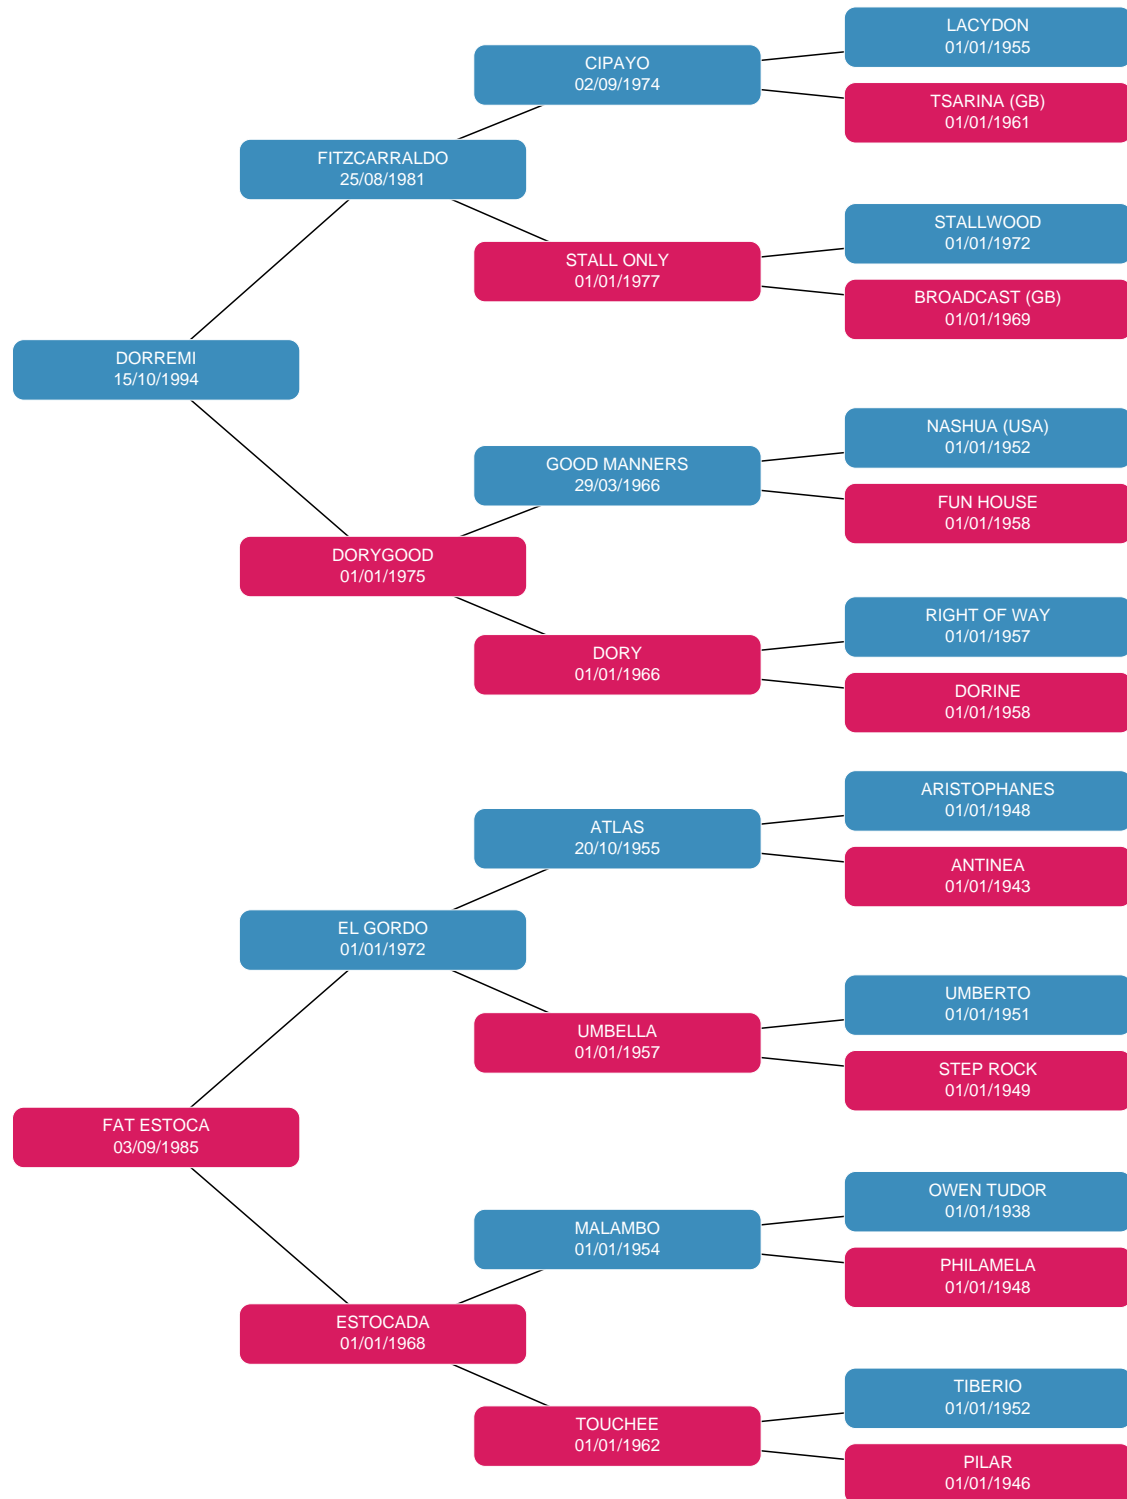 LACYDON
01/01/1955
CIPAYO
02/09/1974
TSARINA (GB)
01/01/1961
FITZCARRALDO
25/08/1981
STALLWOOD
01/01/1972
STALL ONLY
01/01/1977
BROADCAST (GB)
01/01/1969
DORREMI
15/10/1994
NASHUA (USA)
01/01/1952
GOOD MANNERS
29/03/1966
FUN HOUSE
01/01/1958
DORYGOOD
01/01/1975
RIGHT OF WAY
01/01/1957
DORY
01/01/1966
DORINE
01/01/1958
ARISTOPHANES
01/01/1948
ATLAS
20/10/1955
ANTINEA
01/01/1943
EL GORDO
01/01/1972
UMBERTO
01/01/1951
UMBELLA
01/01/1957
STEP ROCK
01/01/1949
FAT ESTOCA
03/09/1985
OWEN TUDOR
01/01/1938
MALAMBO
01/01/1954
PHILAMELA
01/01/1948
ESTOCADA
01/01/1968
TIBERIO
01/01/1952
TOUCHEE
01/01/1962
PILAR
01/01/1946